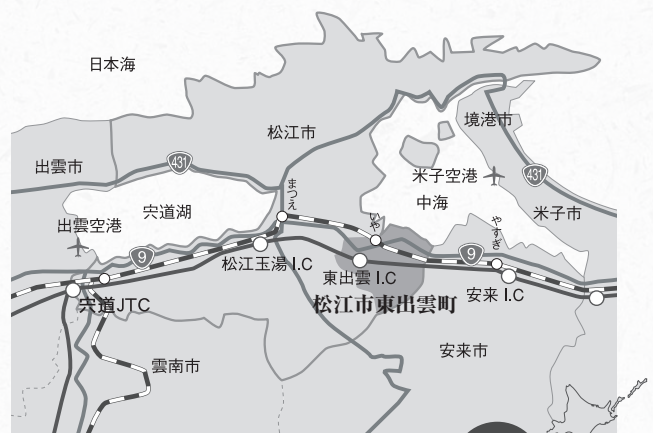 日本海
境港市
松江市
431
出雲市
431
米子空港
まつえ
中海
米子市
宍道湖
いや
やすぎ
出雲空港
9
9
松江玉湯 I.C
東出雲 I.C
安来 I.C
宍道JTC
松江市東出雲町
安来市
雲南市